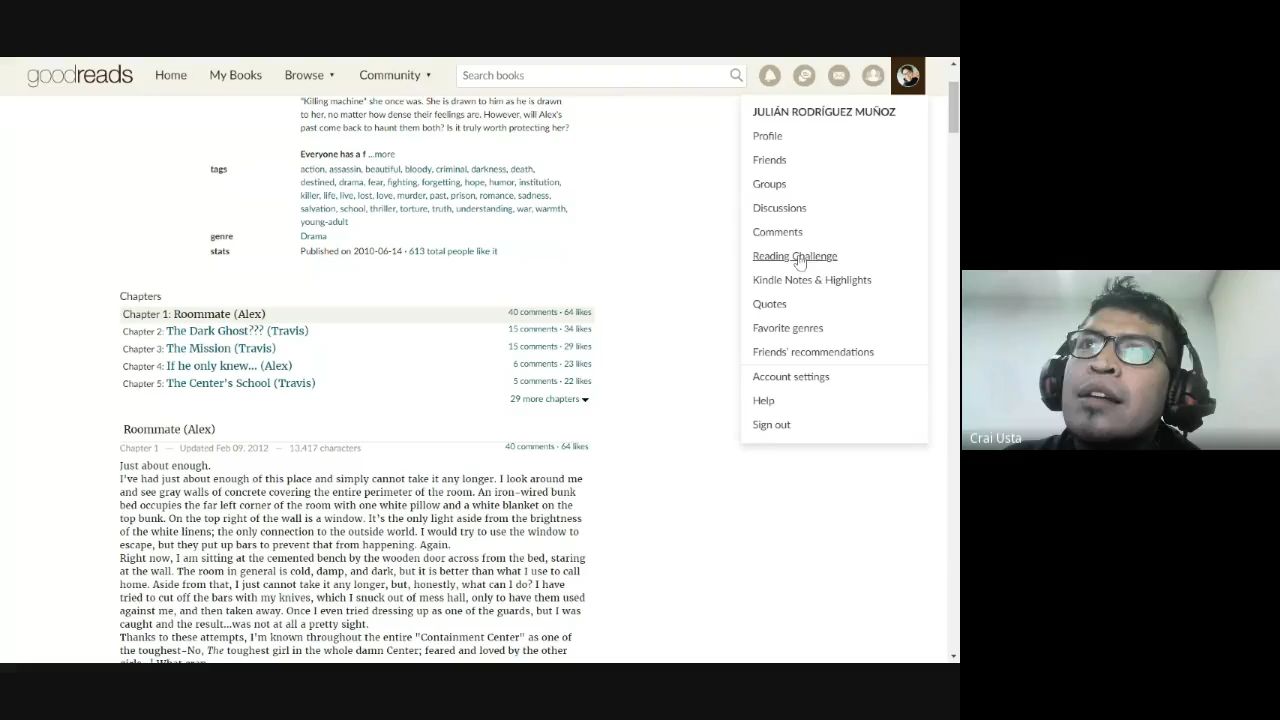 goodreads
Home
My Books
Browse
Community
Search books
"Killing machine" she once was. She is drawn to him as he is drawn
to her, no matter how dense their feelings are. However, will Alex's
past come back to haunt them both? Is it truly worth protecting her?
Everyone has a f ...more
tags
action, assassin, beautiful, bloody, criminal, darkness, death,
destined, drama, fear, fighting, forgetting, hope, humor, institution,
killer, life, live, lost, love, murder, past, prison, romance, sadness,
salvation, school, thriller, torture, truth, understanding, war, warmth,
young-adult
genre
Drama
stats
Published on 2010-06-14 · 613 total people like it
Chapters
Chapter 1: Roommate (Alex) 40 comments · 64 likes
Chapter 2: The Dark Ghost??? (Travis) 15 comments · 34 likes
Chapter 3: The Mission (Travis) 15 comments · 29 likes
Chapter 4: If he only knew... (Alex) 6 comments · 23 likes
Chapter 5: The Center's School (Travis) 5 comments · 22 likes
29 more chapters
Roommate (Alex)
Chapter 1 — Updated Feb 09, 2012 — 13,417 characters 40 comments · 64 likes
Just about enough.
I've had just about enough of this place and simply cannot take it any longer. I look around me
and see gray walls of concrete covering the entire perimeter of the room. An iron-wired bunk
bed occupies the far left corner of the room with one white pillow and a white blanket on the
top bunk. On the top right of the wall is a window. It's the only light aside from the brightness
of the white linens; the only connection to the outside world. I would try to use the window to
escape, but they put up bars to prevent that from happening. Again.
Right now, I am sitting at the cemented bench by the wooden door across from the bed, staring
at the wall. The room in general is cold, damp, and dark, but it is better than what I use to call
home. Aside from that, I just cannot take it any longer, but, honestly, what can I do? I have
tried to cut off the bars with my knives, which I snuck out of mess hall, only to have them used
against me, and then taken away. Once I even tried dressing up as one of the guards, but I was
caught and the result...was not at all a pretty sight.
Thanks to these attempts, I'm known throughout the entire "Containment Center" as one of
the toughest-No, The toughest girl in the whole damn Center; feared and loved by the other
JULIÁN RODRÍGUEZ MUÑOZ
Profile
Friends
Groups
Discussions
Comments
Reading Challenge
Kindle Notes & Highlights
Quotes
Favorite genres
Friends' recommendations
Account settings
Help
Sign out
Crai Usta